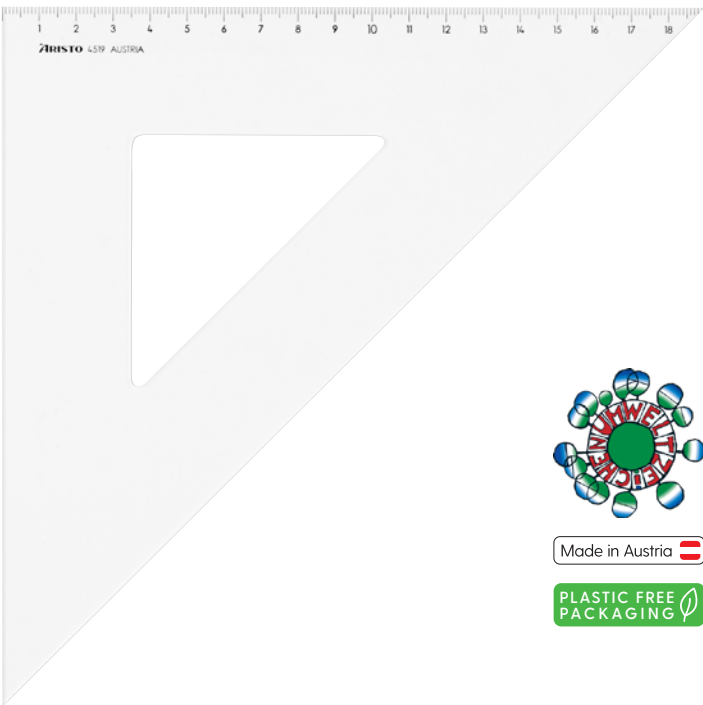 1 2 3 4 5 6 7 8 9 10 11 12 13 14 15 16 17 18
ARISTO 4519 AUSTRIA
UMWELTZEICHEN
Made in Austria
PLASTIC FREE
PACKAGING